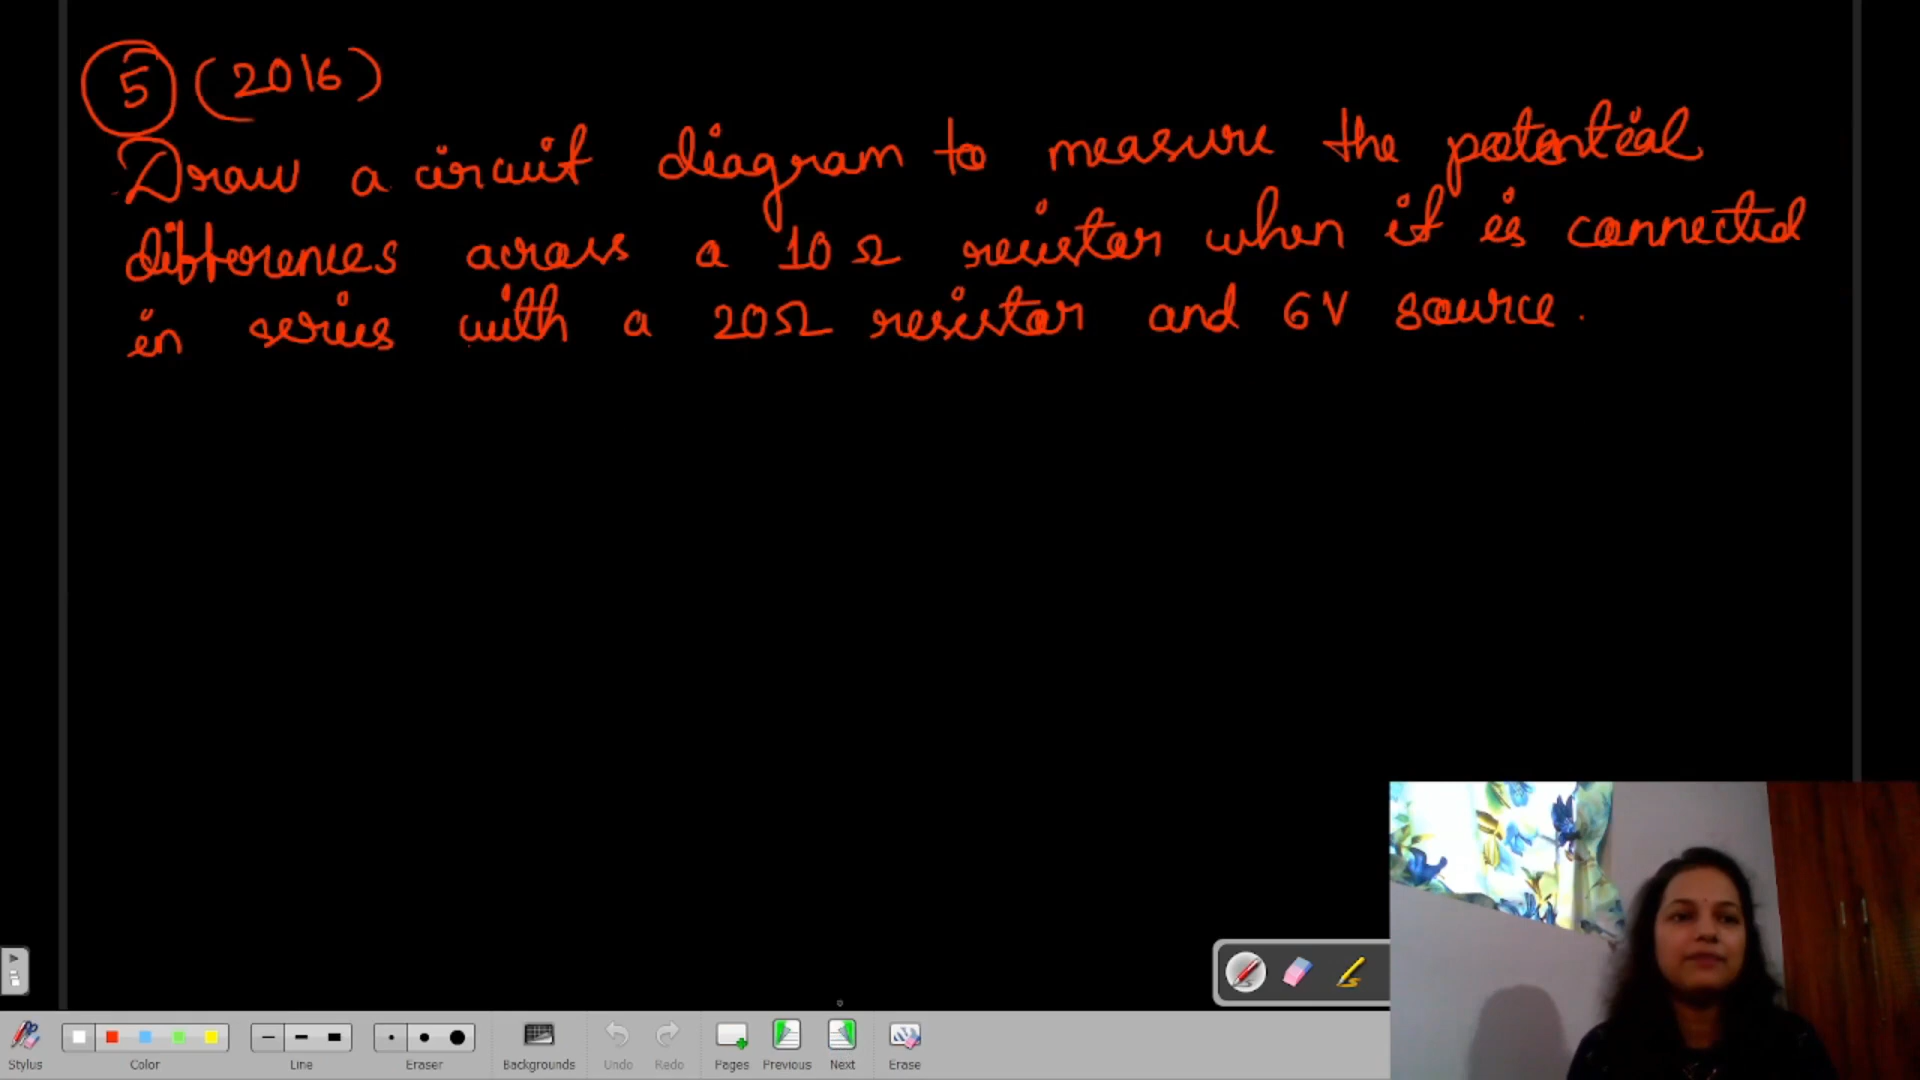 5 (2016)
Draw a circuit diagram to measure the potential
differences across a 10 Ω resistor when it is connected
in series with a 20Ω resistor and 6V source.
Stylus
Color
Line
Eraser
Backgrounds
Undo
Redo
Pages
Previous
Next
Erase